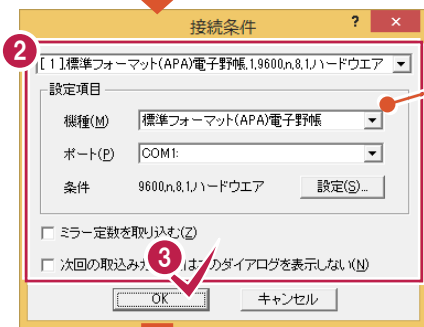 接続条件 ? ×
2
[ 1 ]標準フォーマット(APA)電子野帳,1,9600,n,8,1,ハードウエア
設定項目
機種(M) 標準フォーマット(APA)電子野帳
ポート(P) COM1:
条件 9600,n,8,1,ハードウエア 設定(S)...
ミラー定数を取り込む(Z)
3
次回の取込み はこのダイアログを表示しない(N)
OK キャンセル